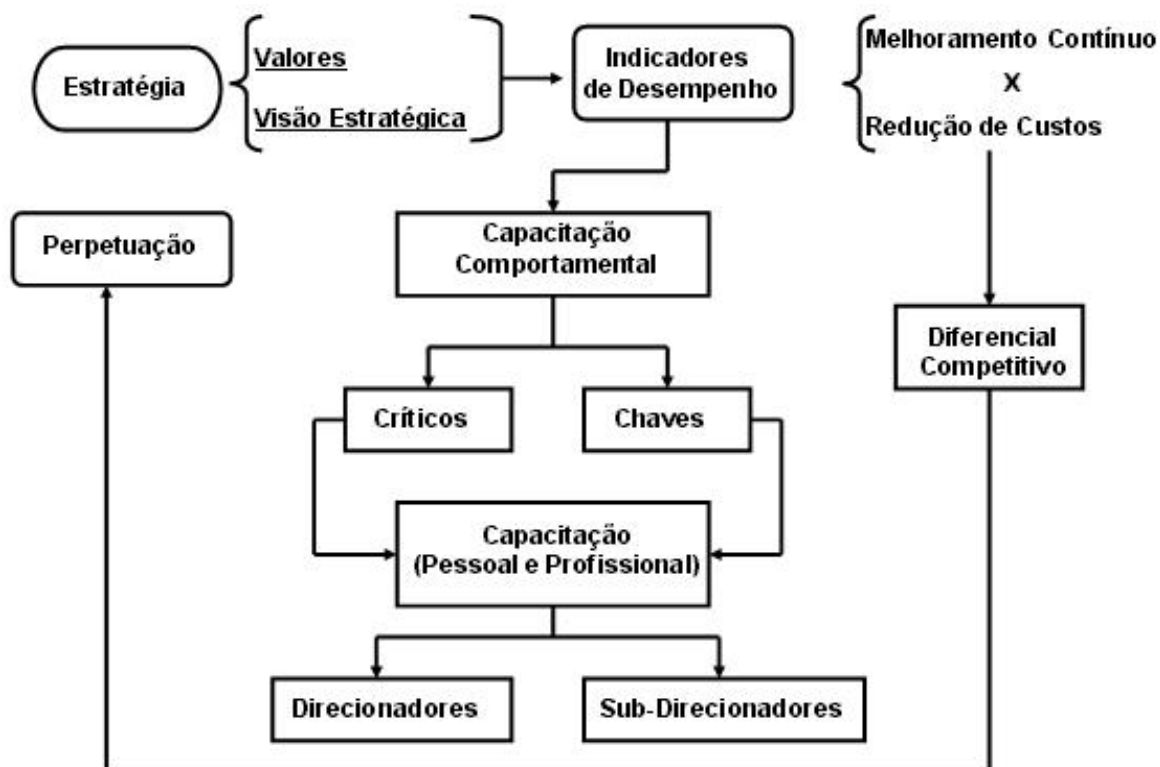 Estratégia
Valores
Visão Estratégica
Indicadores
de Desempenho
Melhoramento Contínuo
X
Redução de Custos
Perpetuação
Capacitação
Comportamental
Diferencial
Competitivo
Críticos
Chaves
Capacitação
(Pessoal e Profissional)
Direcionadores
Sub-Direcionadores